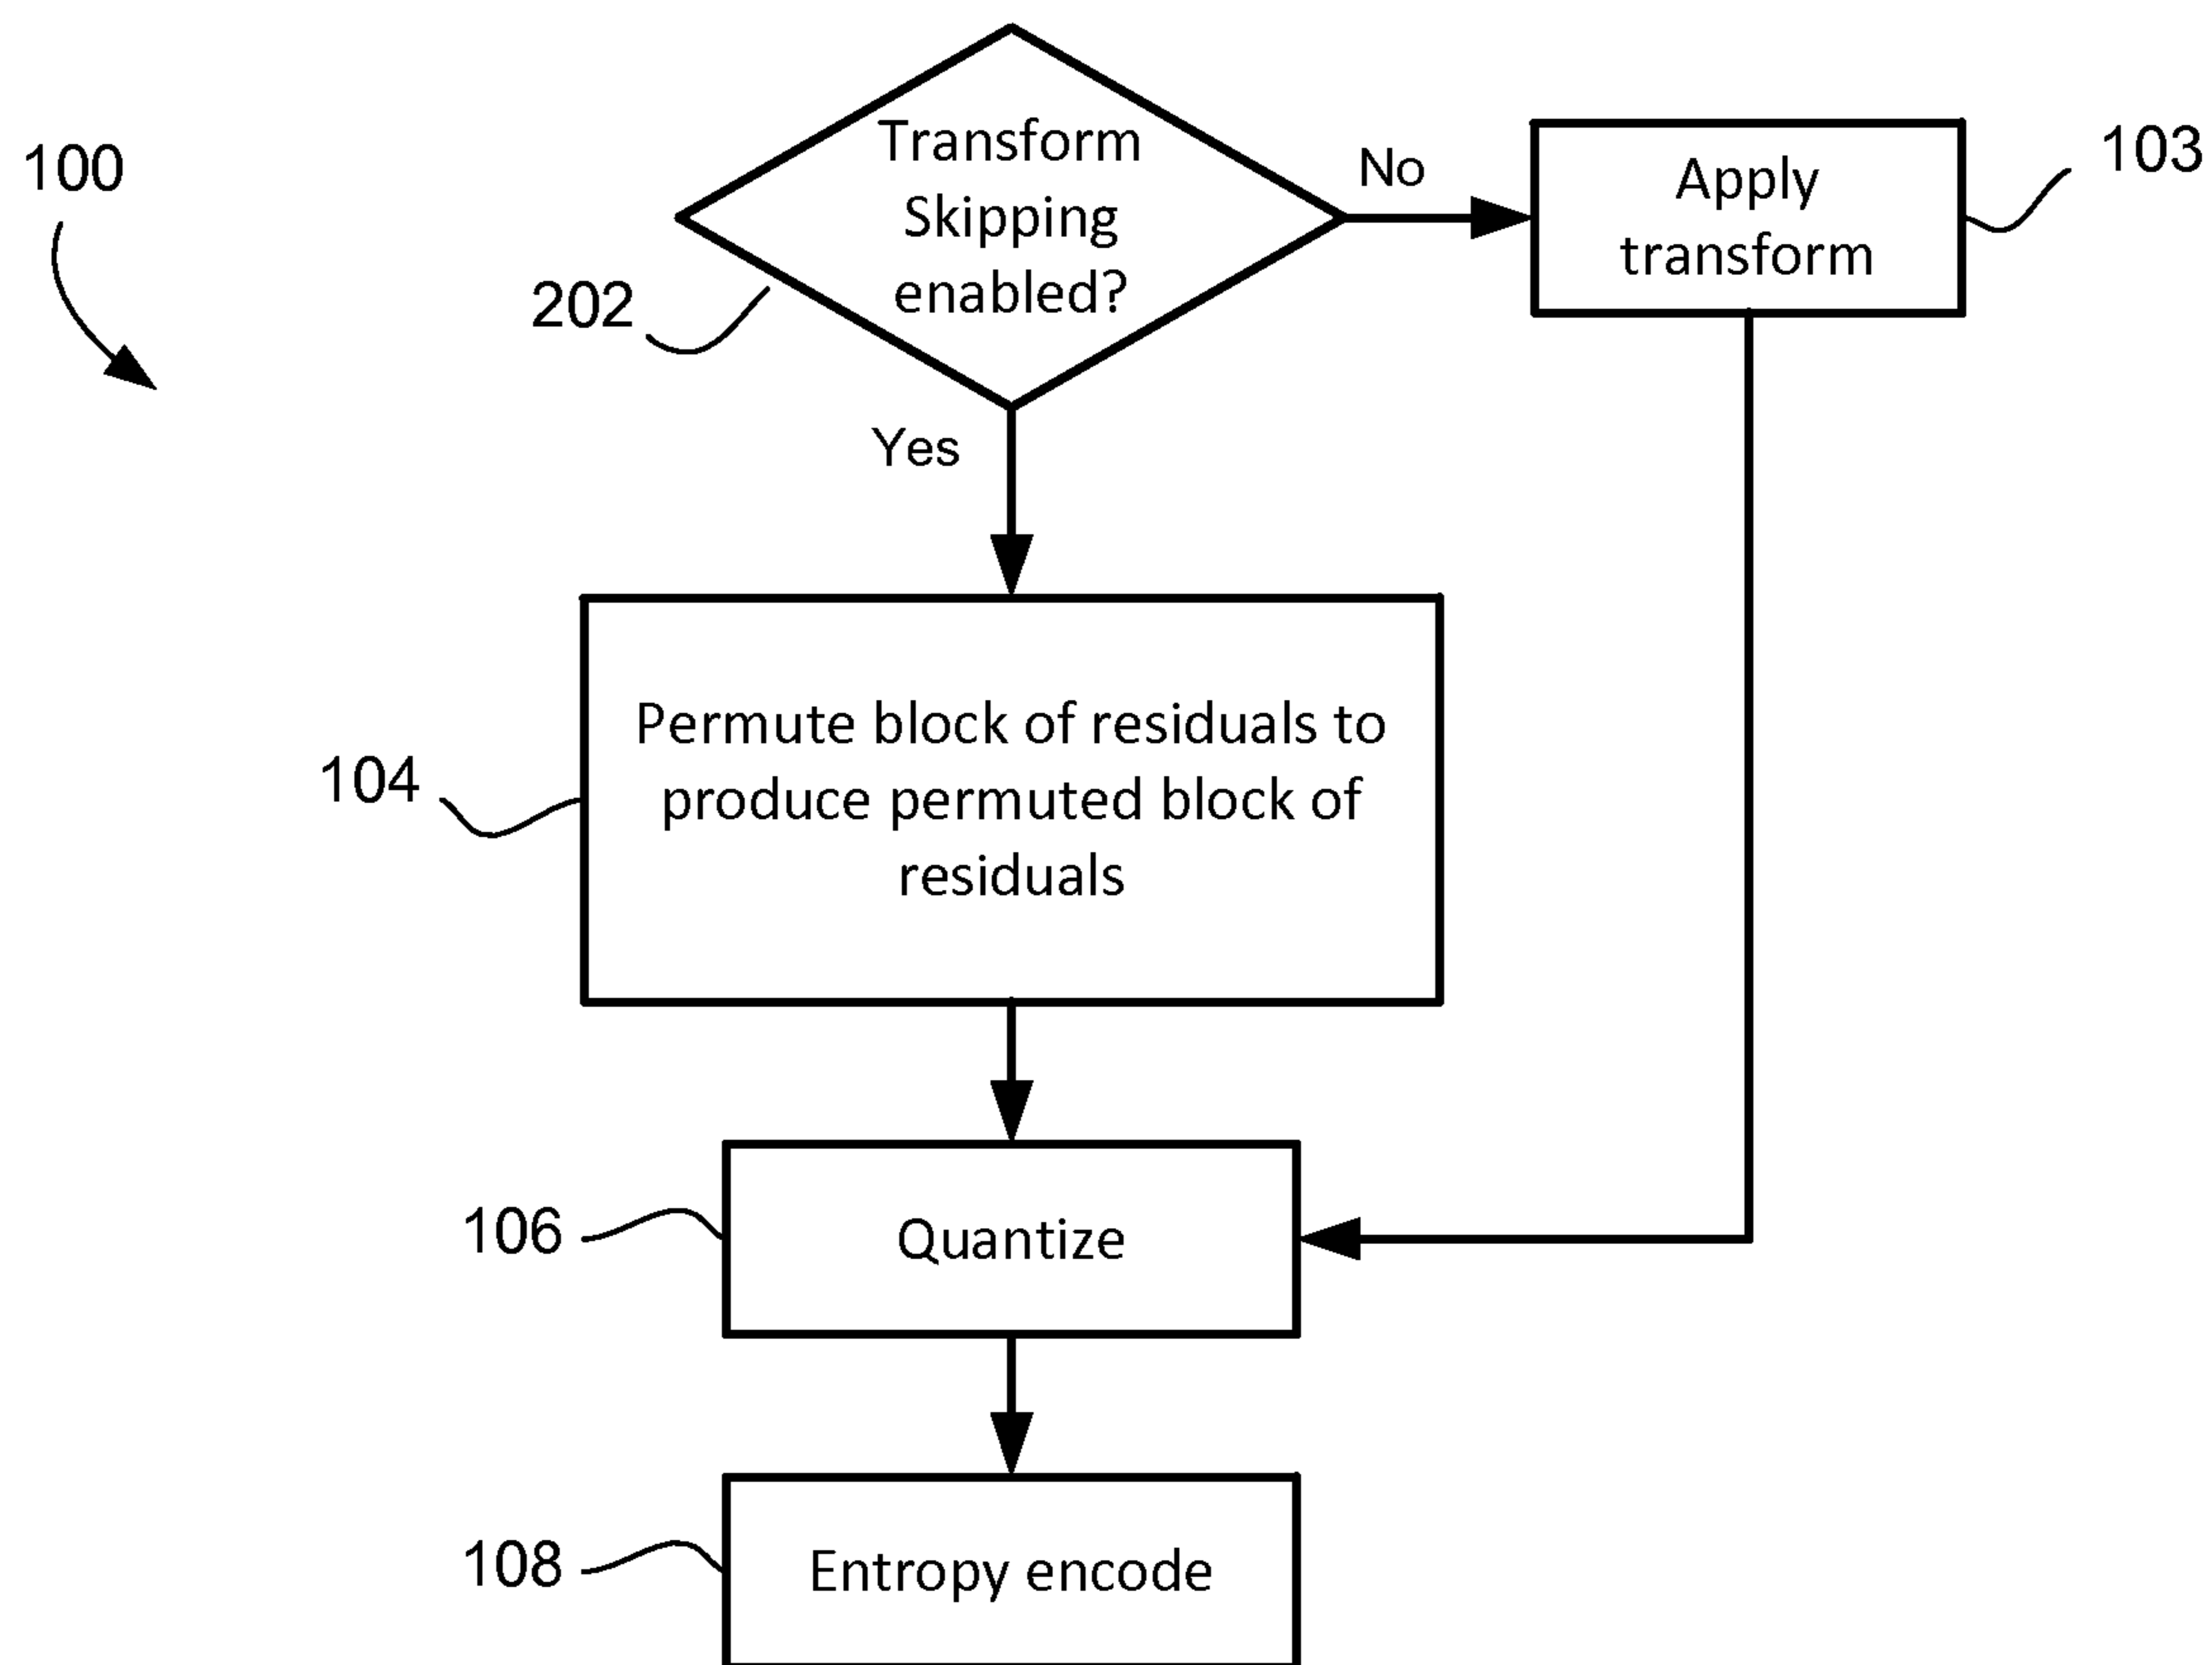 100
Transform
Skipping
enabled?
202
No
Apply
transform
103
Yes
Permute block of residuals to
produce permuted block of
residuals
104
Quantize
106
Entropy encode
108